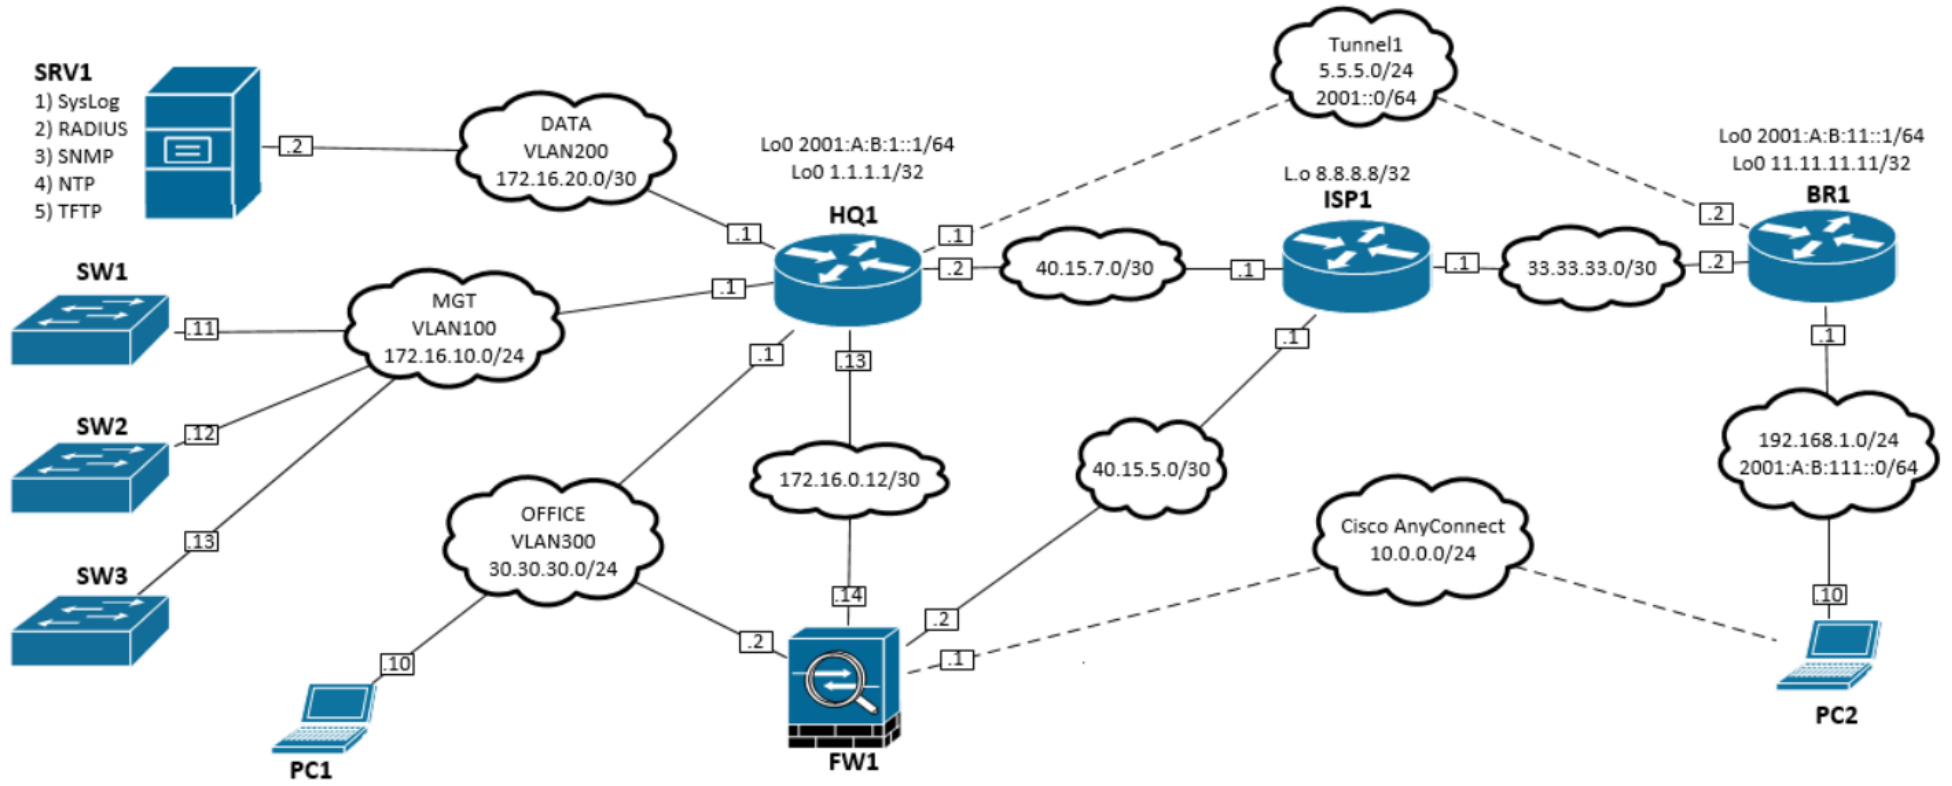 SRV1
1) SysLog
2) RADIUS
3) SNMP
4) NTP
5) TFTP
.2
DATA
VLAN200
172.16.20.0/30
.1
Lo0 2001:A:B:1::1/64
Lo0 1.1.1.1/32
HQ1
Tunnel1
5.5.5.0/24
2001::0/64
.1
.2
40.15.7.0/30
.1
L.o 8.8.8.8/32
ISP1
.1
33.33.33.0/30
.2
.2
Lo0 2001:A:B:11::1/64
Lo0 11.11.11.11/32
BR1
SW1
.11
MGT
VLAN100
172.16.10.0/24
.1
SW2
.12
SW3
.13
.1
.13
172.16.0.12/30
.14
.1
40.15.5.0/30
.2
.1
192.168.1.0/24
2001:A:B:111::0/64
.10
OFFICE
VLAN300
30.30.30.0/24
.2
.10
PC1
FW1
.1
Cisco AnyConnect
10.0.0.0/24
PC2